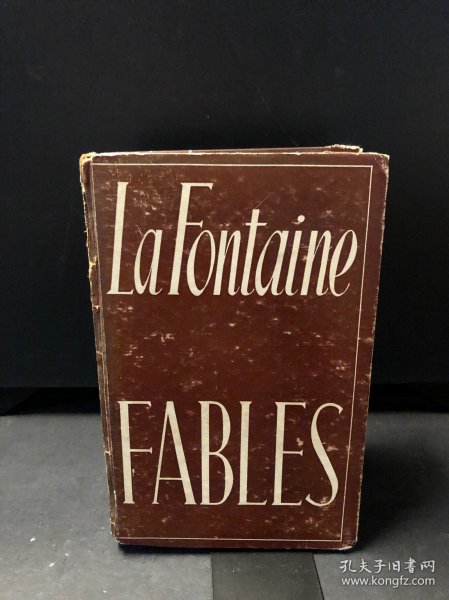 La Fontaine
FABLES
孔夫子旧书网
www.kongfz.com